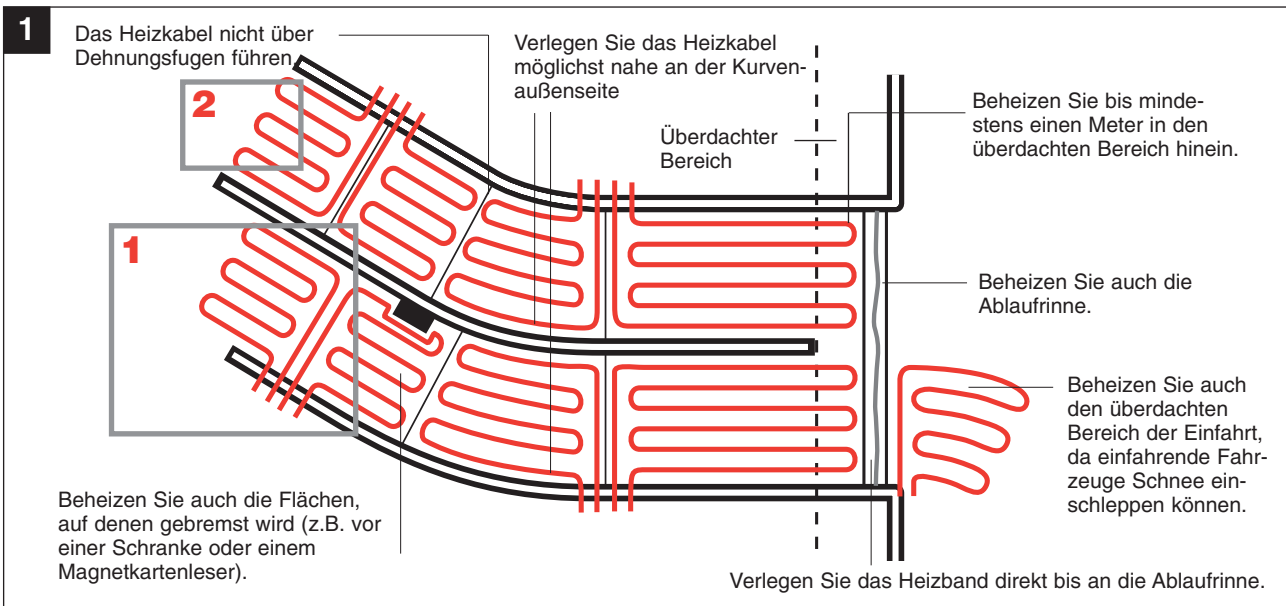 1
Das Heizkabel nicht über
Dehnungsfugen führen.
Verlegen Sie das Heizkabel
möglichst nahe an der Kurven-
außenseite
Überdachter
Bereich
Beheizen Sie bis minde-
stens einen Meter in den
überdachten Bereich hinein.
2
1
Beheizen Sie auch die
Ablaufrinne.
Beheizen Sie auch
den überdachten
Bereich der Einfahrt,
da einfahrende Fahr-
zeuge Schnee ein-
schleppen können.
Beheizen Sie auch die Flächen,
auf denen gebremst wird (z.B. vor
einer Schranke oder einem
Magnetkartenleser).
Verlegen Sie das Heizband direkt bis an die Ablaufrinne.